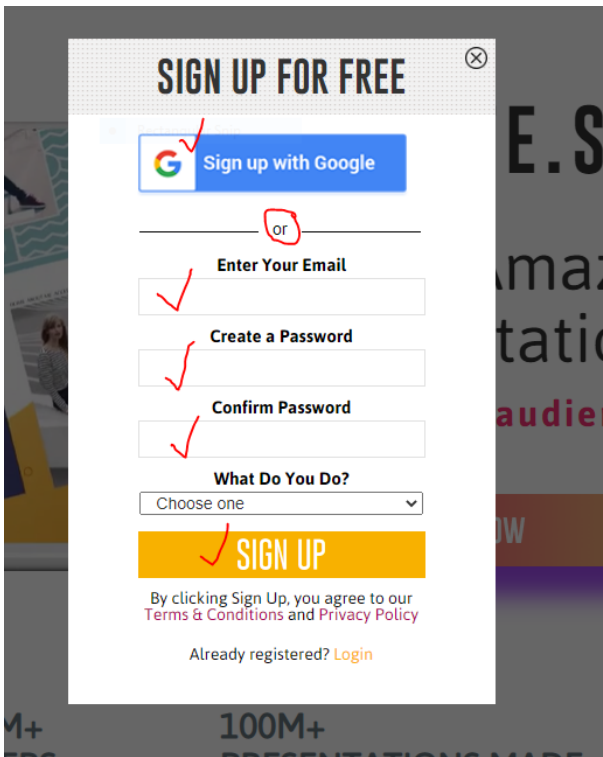 SIGN UP FOR FREE
E.S
Sign up with Google
or
Enter Your Email
Amaz
Create a Password
tatio
Confirm Password
audie
What Do You Do?
Choose one
OW
SIGN UP
By clicking Sign Up, you agree to our
Terms & Conditions and Privacy Policy
Already registered? Login
M+
100M+
PRESENTATIONS MADE